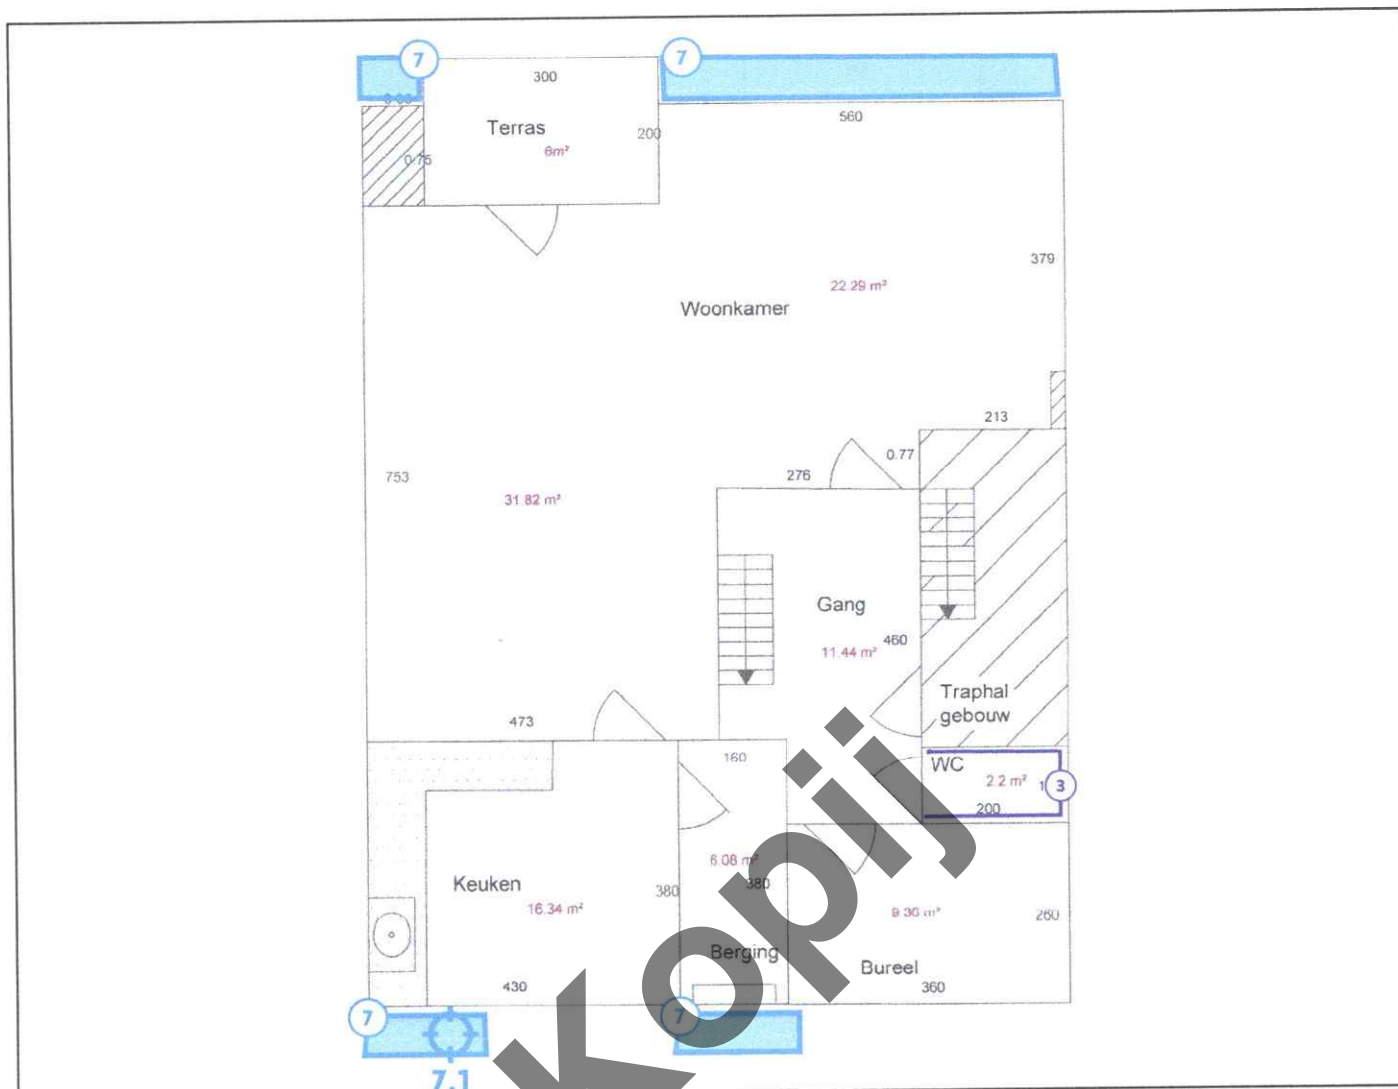 7
7
300
Terras
200
6m²
0.75
560
379
22.29 m²
Woonkamer
213
0.77
276
753
31.82 m²
Gang
460
11.44 m²
Traphal
gebouw
473
160
WC
2.2 m²
3
200
6.08 m²
380
380
Keuken
16.34 m²
9.36 m²
260
Berging
Bureel
430
360
7
7
7.1
Kopij